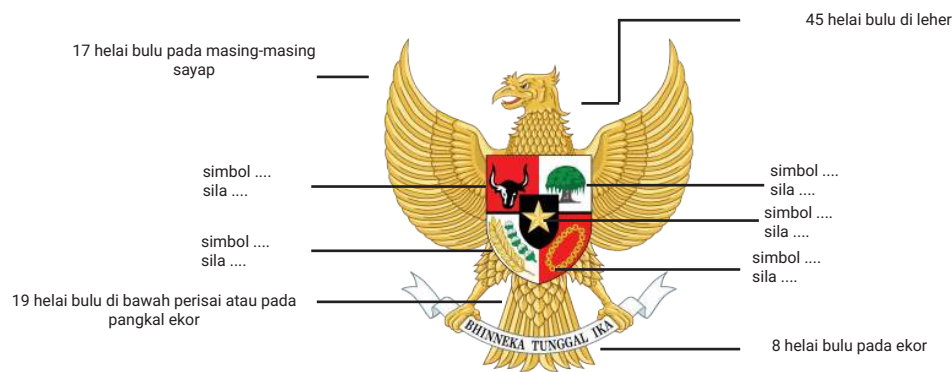 45 helai bulu di leher
17 helai bulu pada masing-masing
sayap
simbol ....
sila ....
simbol ....
sila ....
simbol ....
sila ....
simbol ....
sila ....
simbol ....
sila ....
19 helai bulu di bawah perisai atau pada
pangkal ekor
BHINNEKA TUNGGAL IKA
8 helai bulu pada ekor